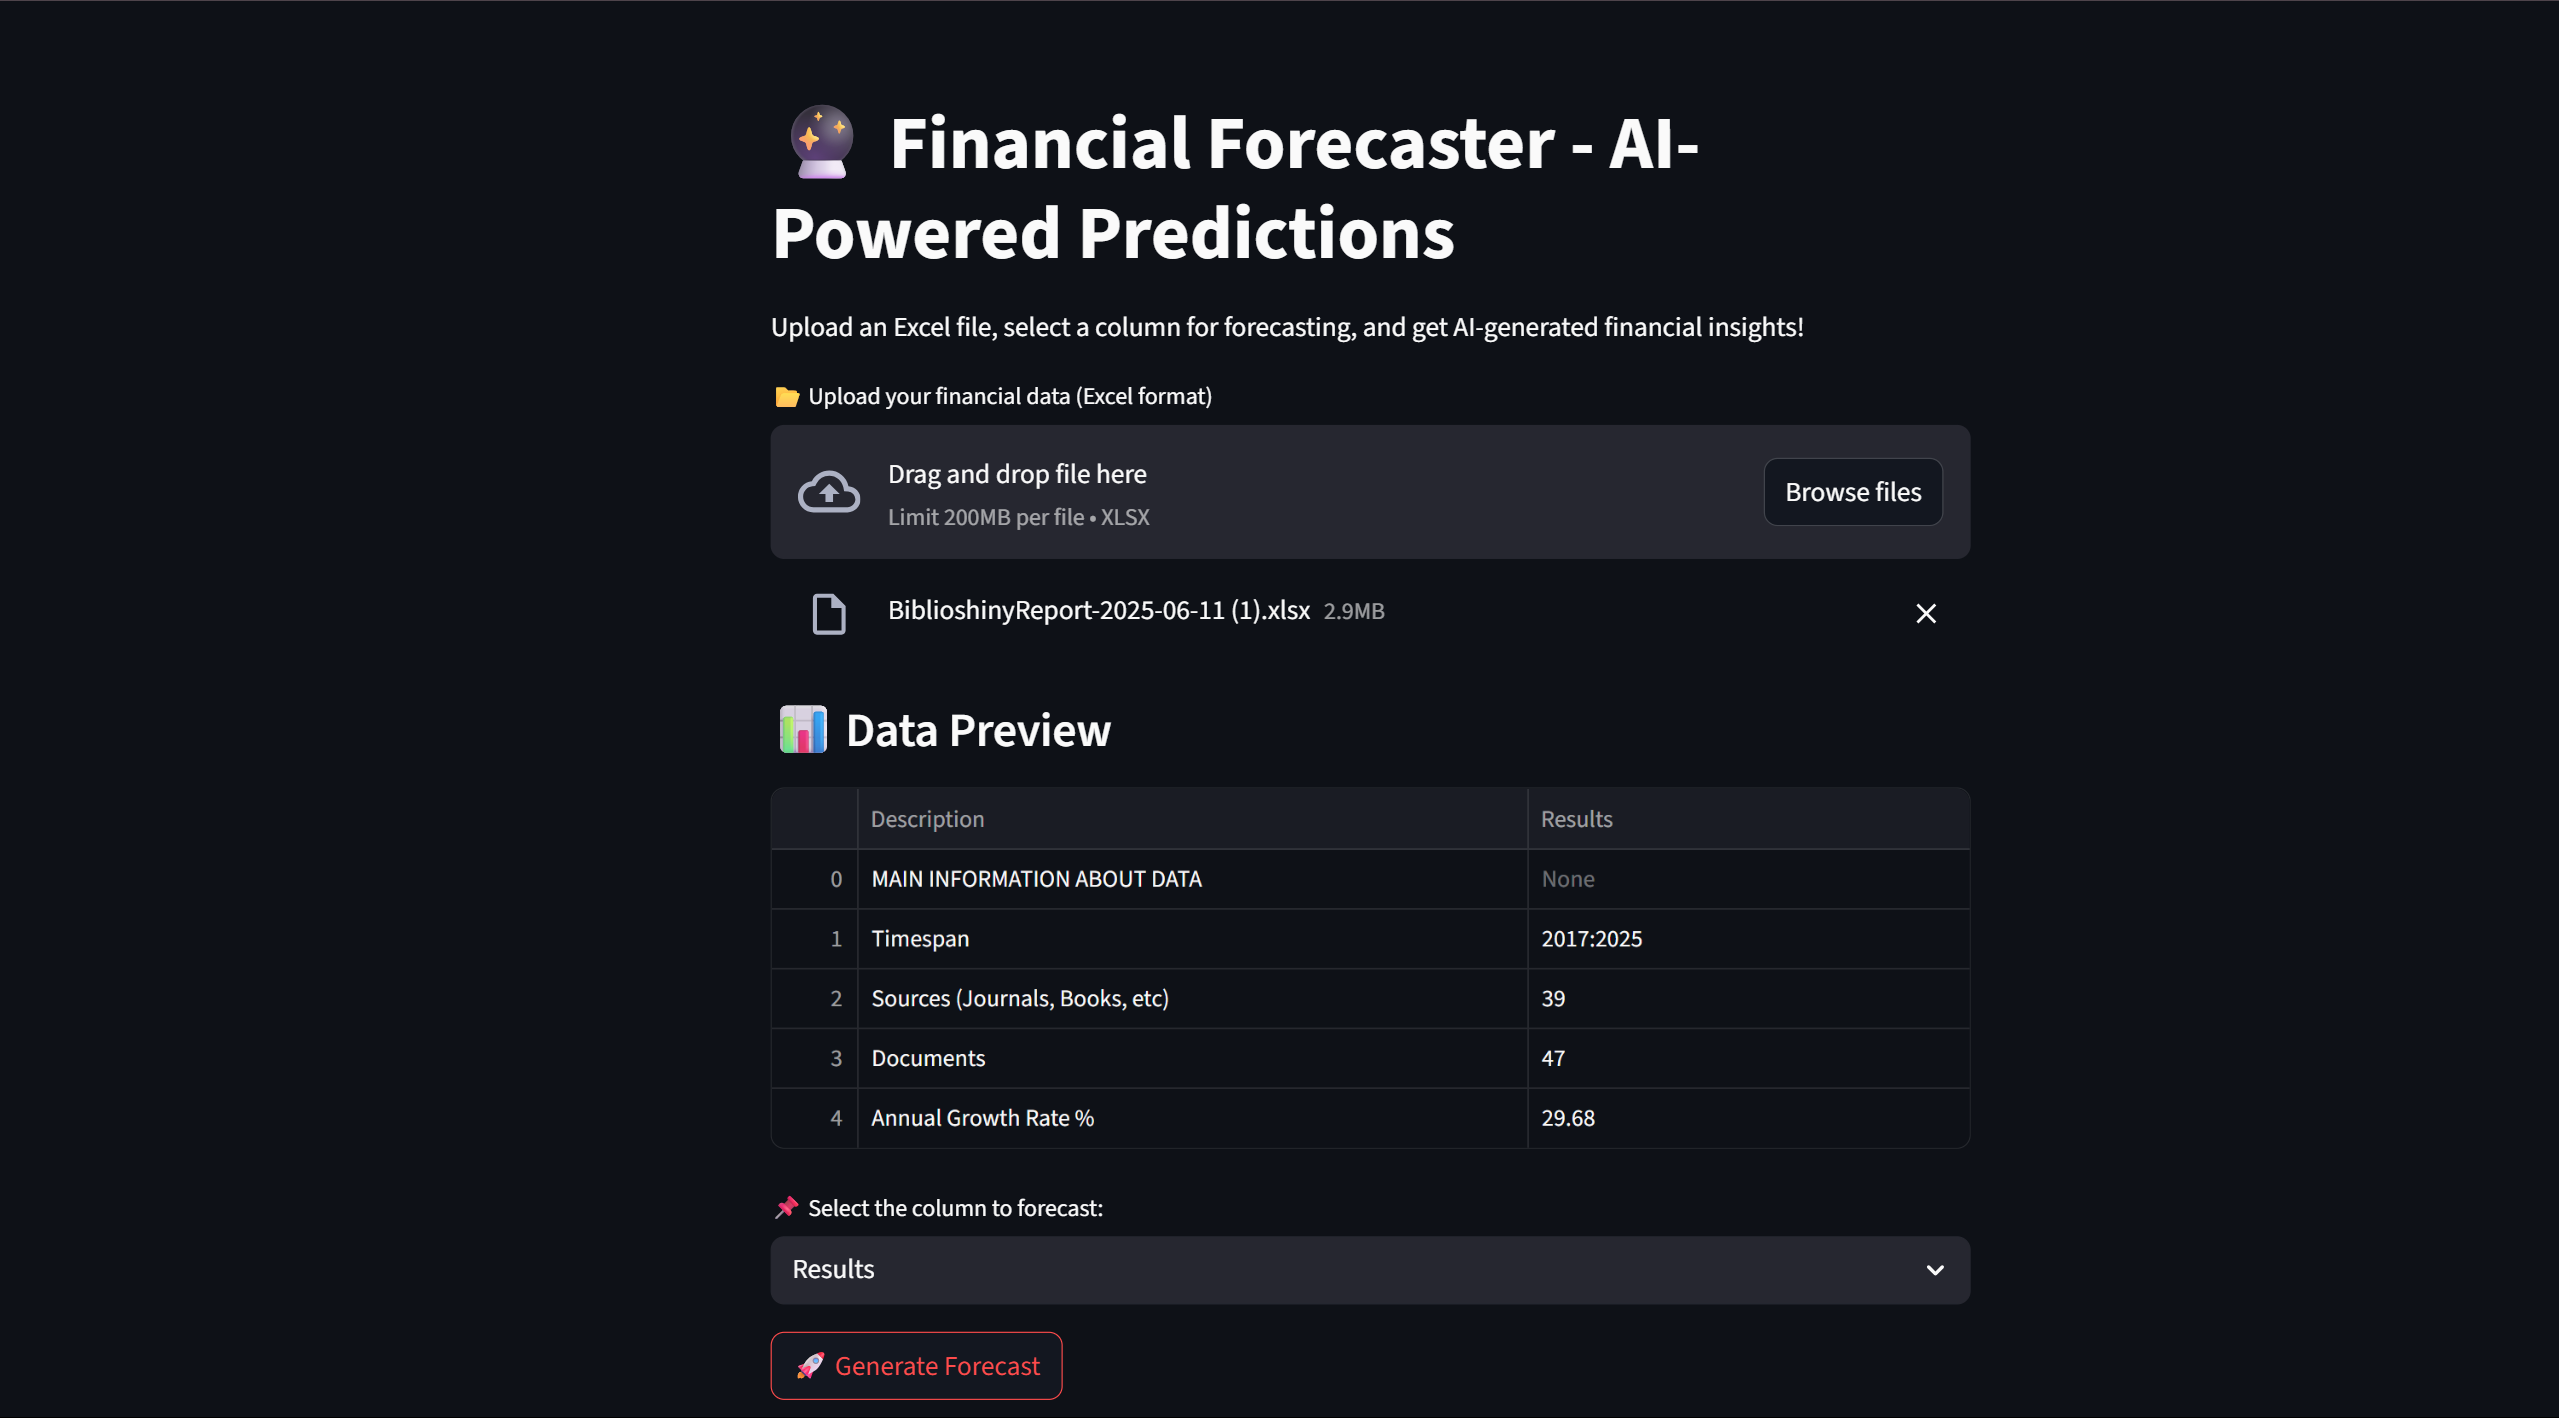 🔮 Financial Forecaster - AI-
Powered Predictions
Upload an Excel file, select a column for forecasting, and get AI-generated financial insights!
📂 Upload your financial data (Excel format)
Drag and drop file here
Limit 200MB per file • XLSX
Browse files
BiblioshinyReport-2025-06-11 (1).xlsx 2.9MB
📊 Data Preview
Description Results
0 MAIN INFORMATION ABOUT DATA None
1 Timespan 2017:2025
2 Sources (Journals, Books, etc) 39
3 Documents 47
4 Annual Growth Rate % 29.68
📌 Select the column to forecast:
Results
🚀 Generate Forecast